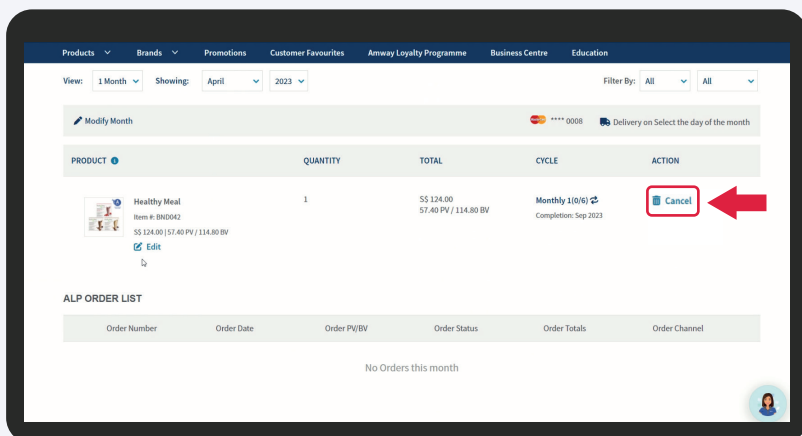 Products Brands Promotions Customer Favourites Amway Loyalty Programme Business Centre Education
View: 1 Month Showing: April 2023 Filter By: All All
Modify Month **** 0008 Delivery on Select the day of the month
PRODUCT QUANTITY TOTAL CYCLE ACTION
Healthy Meal 1 S$ 124.00 Monthly 1(0/6) Cancel
Item #: BND042 57.40 PV / 114.80 BV Completion: Sep 2023
S$ 124.00 | 57.40 PV / 114.80 BV
Edit
ALP ORDER LIST
Order Number Order Date Order PV/BV Order Status Order Totals Order Channel
No Orders this month